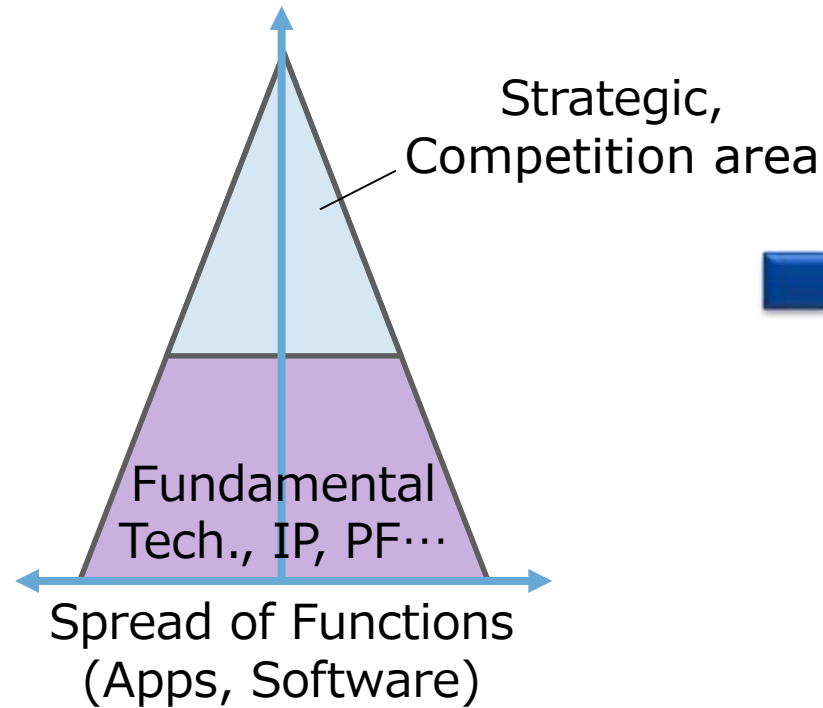 Strategic,
Competition area
Fundamental
Tech., IP, PF⋯
Spread of Functions
(Apps, Software)